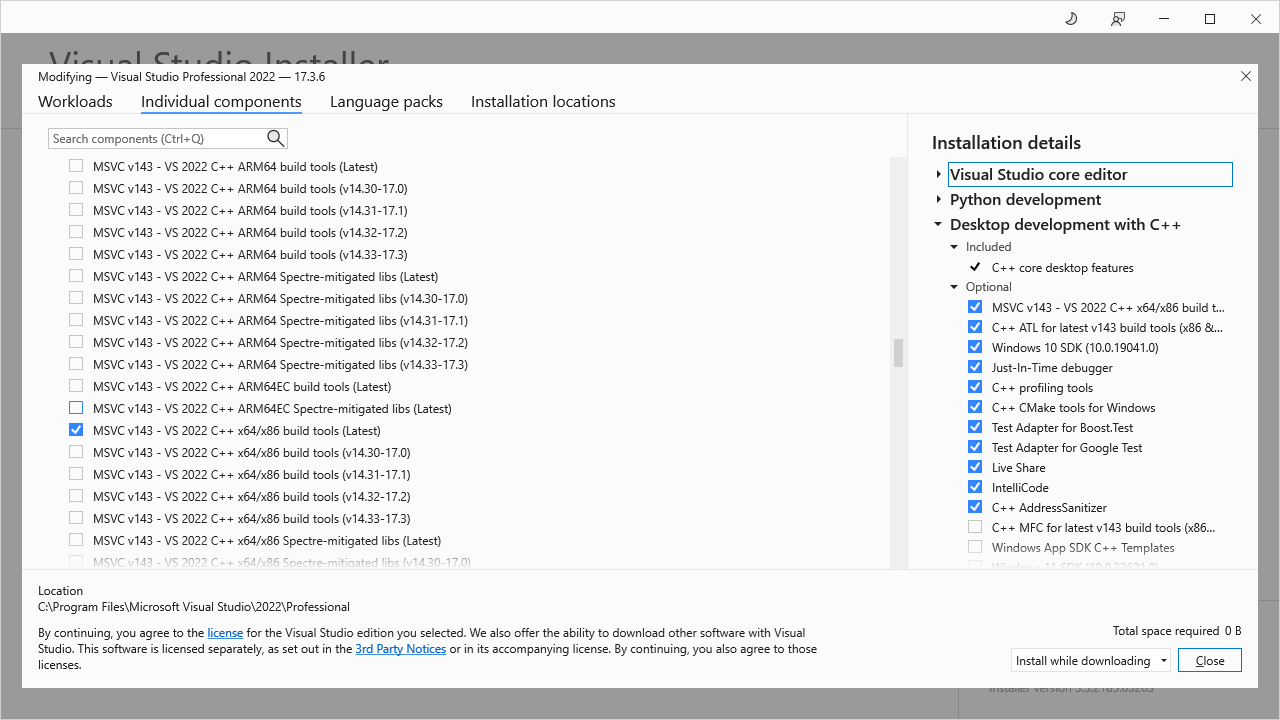 Visual Studio Installer
Modifying — Visual Studio Professional 2022 — 17.3.6
Workloads
Individual components
Language packs
Installation locations
Search components (Ctrl+Q)
MSVC v143 - VS 2022 C++ ARM64 build tools (Latest)
MSVC v143 - VS 2022 C++ ARM64 build tools (v14.30-17.0)
MSVC v143 - VS 2022 C++ ARM64 build tools (v14.31-17.1)
MSVC v143 - VS 2022 C++ ARM64 build tools (v14.32-17.2)
MSVC v143 - VS 2022 C++ ARM64 build tools (v14.33-17.3)
MSVC v143 - VS 2022 C++ ARM64 Spectre-mitigated libs (Latest)
MSVC v143 - VS 2022 C++ ARM64 Spectre-mitigated libs (v14.30-17.0)
MSVC v143 - VS 2022 C++ ARM64 Spectre-mitigated libs (v14.31-17.1)
MSVC v143 - VS 2022 C++ ARM64 Spectre-mitigated libs (v14.32-17.2)
MSVC v143 - VS 2022 C++ ARM64 Spectre-mitigated libs (v14.33-17.3)
MSVC v143 - VS 2022 C++ ARM64EC build tools (Latest)
MSVC v143 - VS 2022 C++ ARM64EC Spectre-mitigated libs (Latest)
MSVC v143 - VS 2022 C++ x64/x86 build tools (Latest)
MSVC v143 - VS 2022 C++ x64/x86 build tools (v14.30-17.0)
MSVC v143 - VS 2022 C++ x64/x86 build tools (v14.31-17.1)
MSVC v143 - VS 2022 C++ x64/x86 build tools (v14.32-17.2)
MSVC v143 - VS 2022 C++ x64/x86 build tools (v14.33-17.3)
MSVC v143 - VS 2022 C++ x64/x86 Spectre-mitigated libs (Latest)
MSVC v143 - VS 2022 C++ x64/x86 Spectre-mitigated libs (v14.30-17.0)
Installation details
Visual Studio core editor
Python development
Desktop development with C++
Included
C++ core desktop features
Optional
MSVC v143 - VS 2022 C++ x64/x86 build t...
C++ ATL for latest v143 build tools (x86 &...
Windows 10 SDK (10.0.19041.0)
Just-In-Time debugger
C++ profiling tools
C++ CMake tools for Windows
Test Adapter for Boost.Test
Test Adapter for Google Test
Live Share
IntelliCode
C++ AddressSanitizer
C++ MFC for latest v143 build tools (x86...
Windows App SDK C++ Templates
Windows 11 SDK (10.0.22621.0)
Location
C:\Program Files\Microsoft Visual Studio\2022\Professional
By continuing, you agree to the license for the Visual Studio edition you selected. We also offer the ability to download other software with Visual
Studio. This software is licensed separately, as set out in the 3rd Party Notices or in its accompanying license. By continuing, you also agree to those
licenses.
Total space required 0 B
Install while downloading
Close